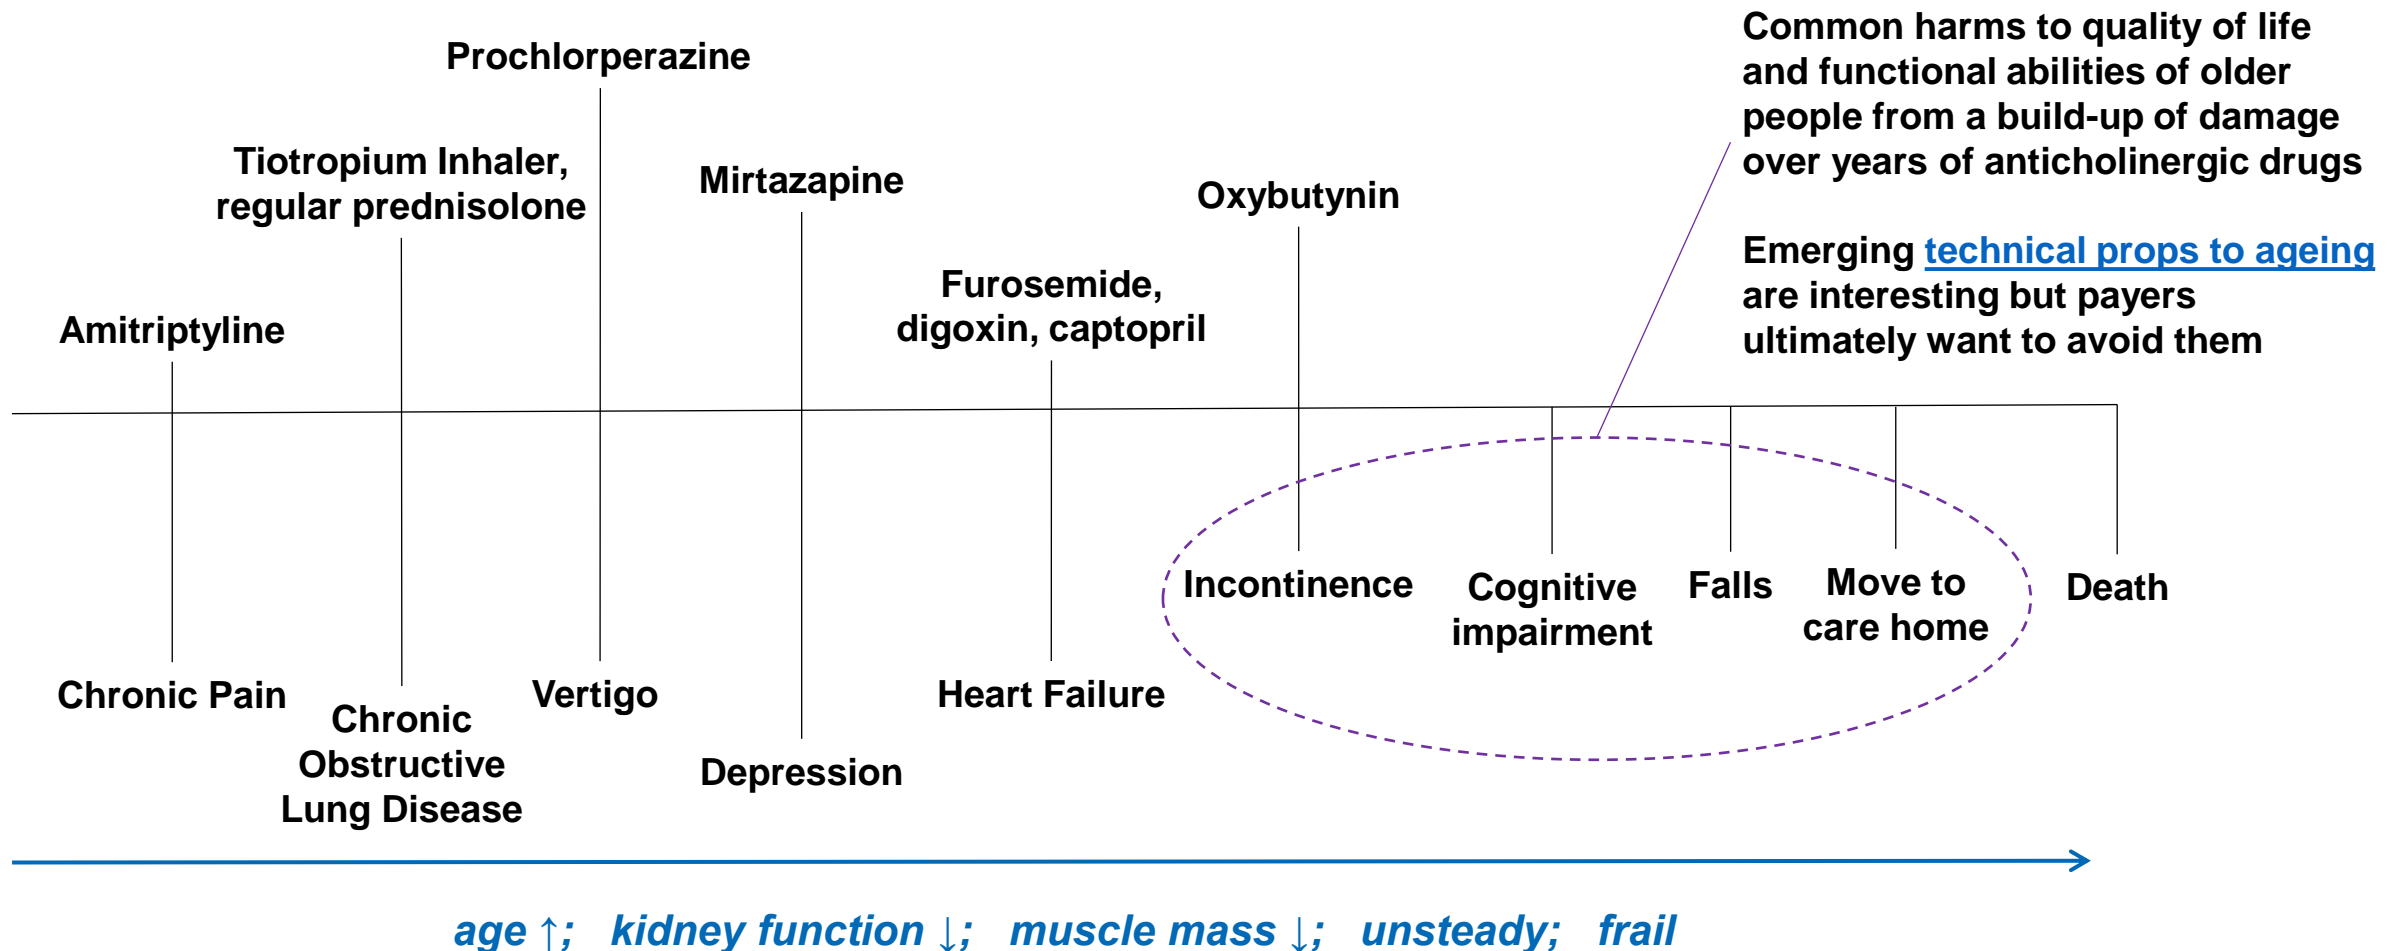 Prochlorperazine
Tiotropium Inhaler,
regular prednisolone
Mirtazapine
Oxybutynin
Furosemide,
digoxin, captopril
Amitriptyline
Common harms to quality of life
and functional abilities of older
people from a build-up of damage
over years of anticholinergic drugs
Emerging technical props to ageing
are interesting but payers
ultimately want to avoid them
Chronic Pain
Chronic
Obstructive
Lung Disease
Vertigo
Depression
Heart Failure
Incontinence
Cognitive
impairment
Falls
Move to
care home
Death
age ↑; kidney function ↓; muscle mass ↓; unsteady; frail